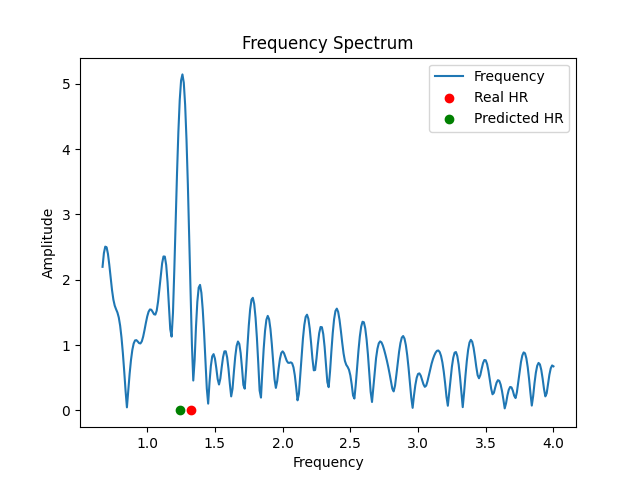 Frequency Spectrum
Frequency
Real HR
Predicted HR
5
4
3
2
1
0
Amplitude
1.0 1.5 2.0 2.5 3.0 3.5 4.0
Frequency